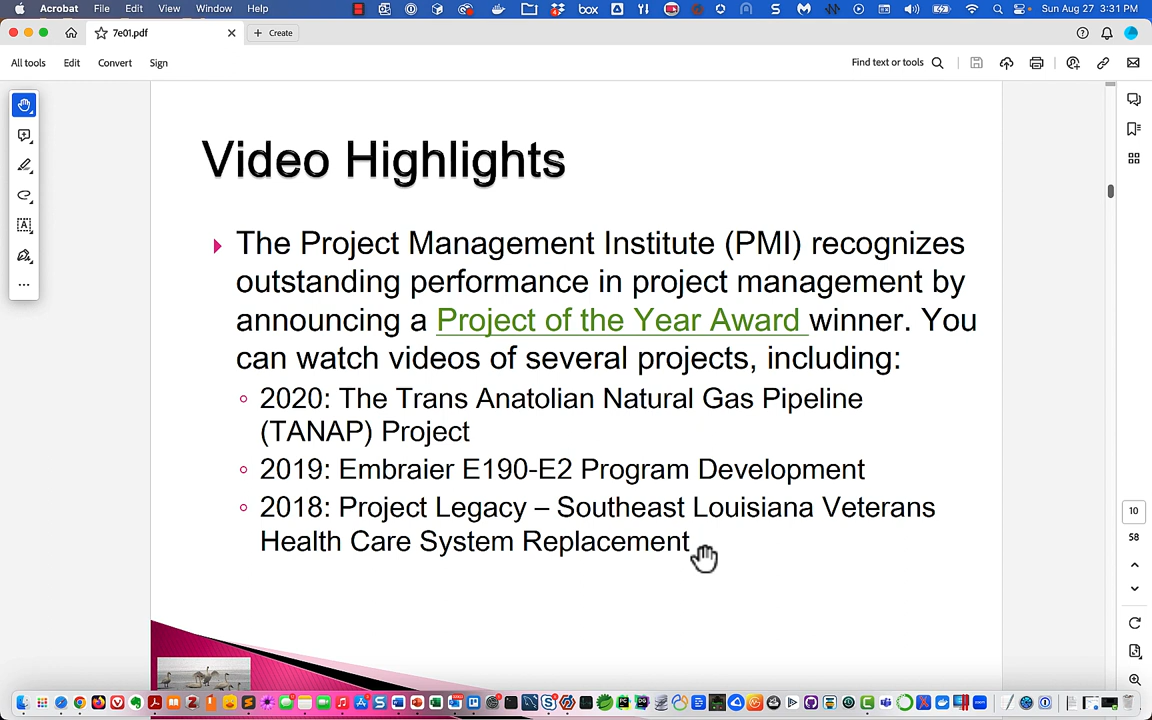 Acrobat File Edit View Window Help
box
Sun Aug 27 3:31 PM
7e01.pdf
+ Create
All tools Edit Convert Sign
Find text or tools
Video Highlights
The Project Management Institute (PMI) recognizes
outstanding performance in project management by
announcing a Project of the Year Award winner. You
can watch videos of several projects, including:
2020: The Trans Anatolian Natural Gas Pipeline
(TANAP) Project
2019: Embraier E190-E2 Program Development
2018: Project Legacy – Southeast Louisiana Veterans
Health Care System Replacement
10
58